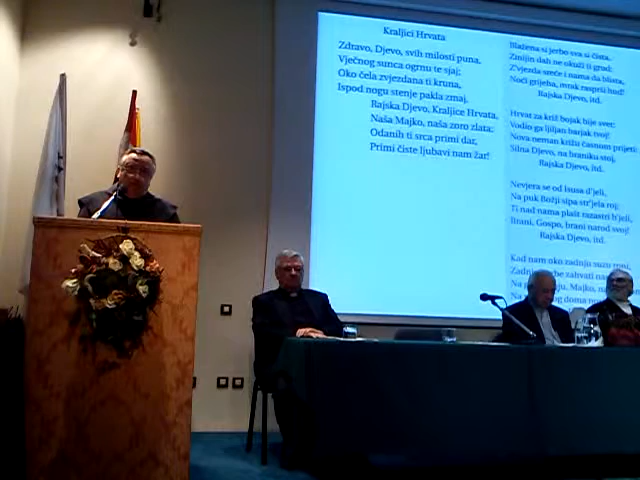 Kraljici Hrvata
Zdravo, Djevo, svih milosti puna,
Vječnog sunca ogrnu te sjaj;
Oko čela zvjezdana ti kruna,
Ispod nogu stenje pakla zmaj.
Rajska Djevo, Kraljice Hrvata,
Naša Majko, naša zoro zlata;
Odanih ti srca primi dar,
Primi čiste ljubavi nam žar!
Blažena si jerbo sva si čista,
Zmijin dah ne okuži ti grud;
Z'vijezda sreće i nama da blista,
Noći grijeha, mrak rasprši hud!
Rajska Djevo, itd.
Hrvat za križ bojak bije svet;
Vodio ga ljiljan barjak tvoj!
Nova neman križu časnom prijeti:
Silna Djevo, na braniku stoj.
Rajska Djevo, itd.
Nevjera se od Isusa d'jeli,
Na puk Božji sipa str'jela roj;
Ti nad nama plašt razastri b'jeli,
Brani, Gospo, brani narod svoj!
Rajska Djevo, itd.
Kad nam oko zadnju suzu roni,